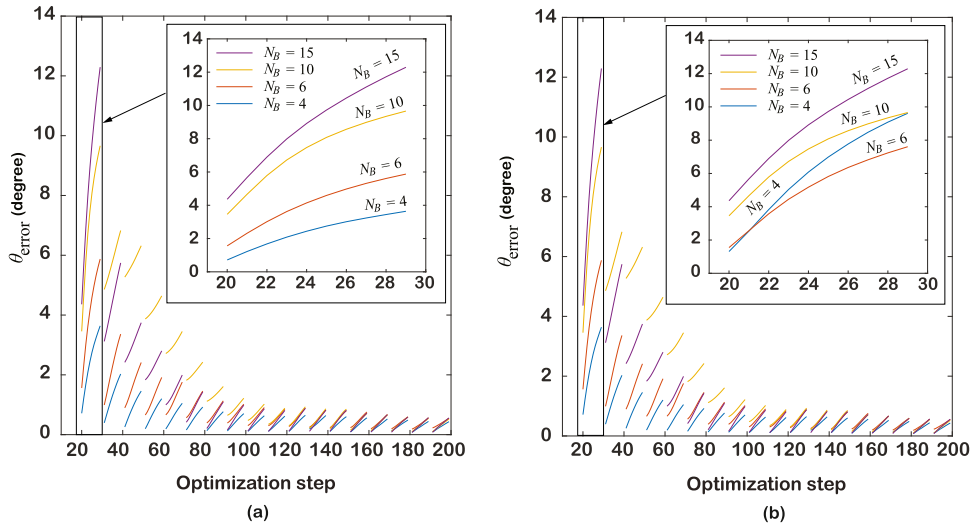 14
12
10
8
6
4
2
0
θerror (degree)
20 40 60 80 100 120 140 160 180 200
Optimization step
(a)
14
12
10
8
6
4
2
0
20 22 24 26 28 30
NB = 15
NB = 10
NB = 6
NB = 4
NB = 15
NB = 10
NB = 6
NB = 4
14
12
10
8
6
4
2
0
θerror (degree)
20 40 60 80 100 120 140 160 180 200
Optimization step
(b)
14
12
10
8
6
4
2
0
20 22 24 26 28 30
NB = 15
NB = 10
NB = 6
NB = 4
NB = 15
NB = 10
NB = 4
NB = 6